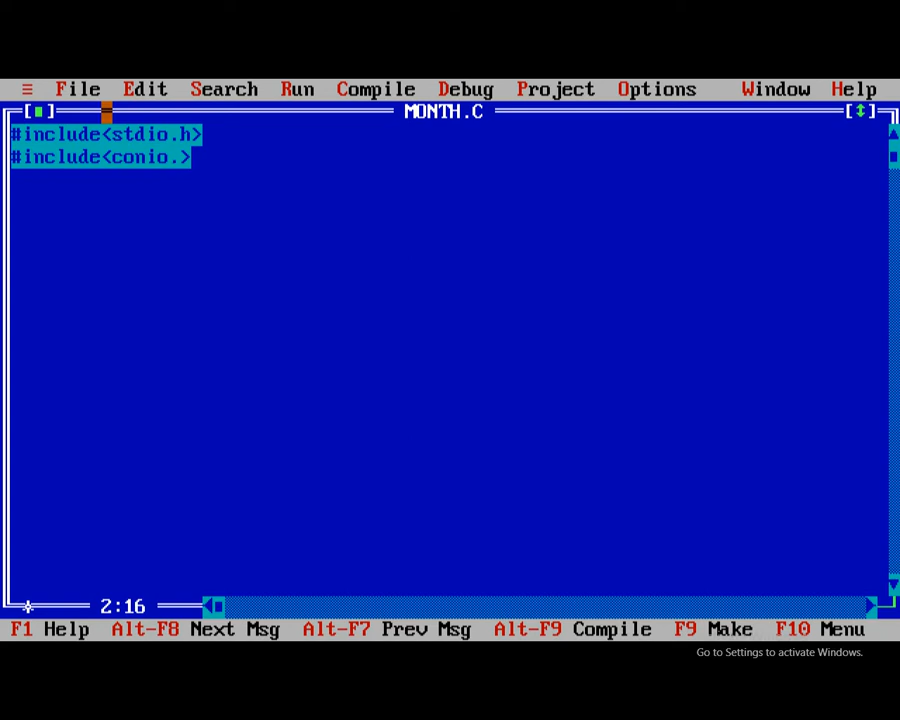 ≡ File Edit Search Run Compile Debug Project Options Window Help
[■] MONTH.C [↕]
#include<stdio.h>
#include<conio.>
2:16
F1 Help Alt-F8 Next Msg Alt-F7 Prev Msg Alt-F9 Compile F9 Make F10 Menu
Go to Settings to activate Windows.